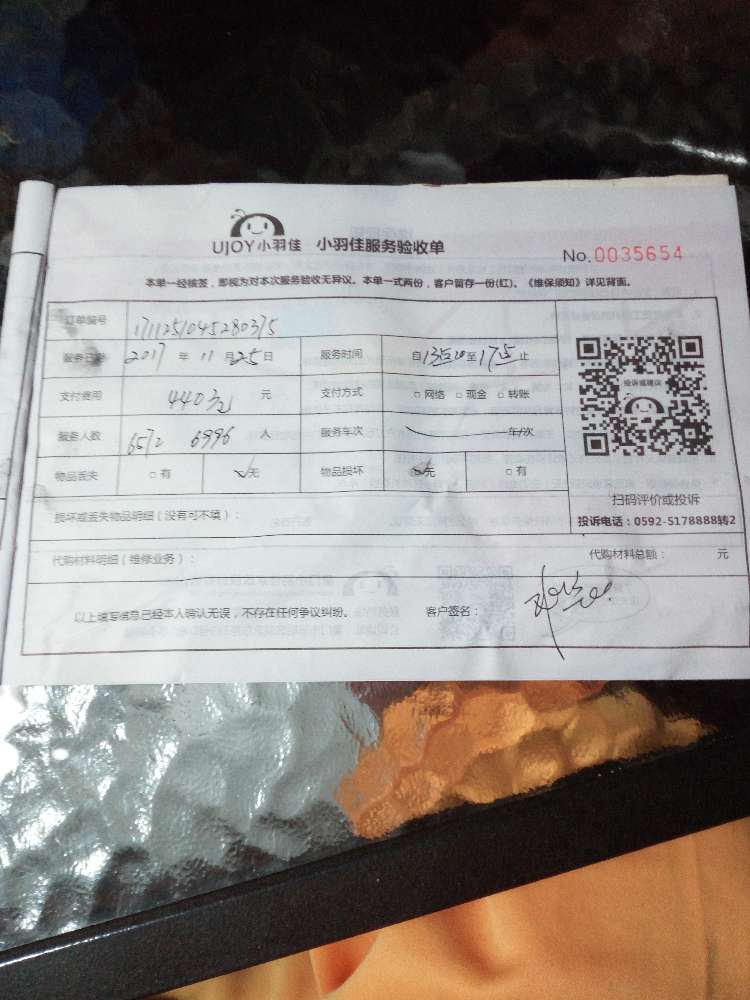 UJOY小羽佳 小羽佳服务验收单
No.0035654
本单一经核签，即视为对本次服务验收无异议。本单一式两份，客户留存一份(红)。《维保须知》详见背面。
订单编号 1711251045280375
服务日期 2017 年 11 月 25 日 服务时间 自 13点 至 17点 止
支付费用 440元 元 支付方式 □ 网络 □ 现金 □ 转账
投诉或建议
服务人数 6572 6996 人 服务车次 车/次
物品丢失 □ 有 ✓无 物品损坏 ✓无 □ 有
扫码评价或投诉
损坏或丢失物品明细（没有可不填）：
投诉电话：0592-5178888转2
代购材料明细（维修业务）： 代购材料总额： 元
以上填写信息已经本人确认无误，不存在任何争议纠纷。 客户签名：